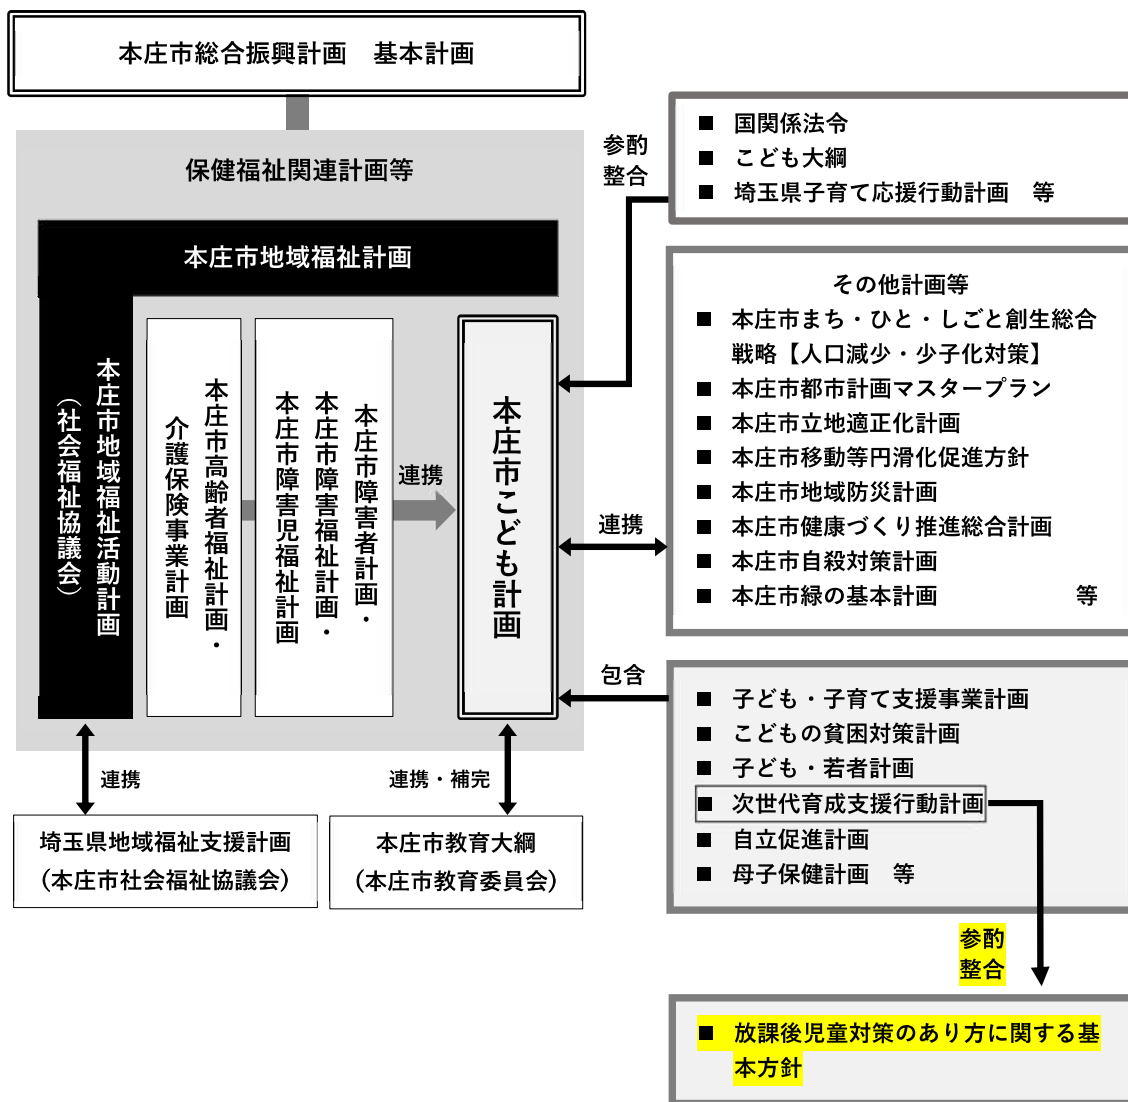 本庄市総合振興計画　基本計画
保健福祉関連計画等
本庄市地域福祉計画
本庄市地域福祉活動計画
（社会福祉協議会）
本庄市高齢者福祉計画・
介護保険事業計画
本庄市障害者計画・
本庄市障害福祉計画・
本庄市障害児福祉計画
連携
本庄市こども計画
参酌
整合
■ 国関係法令
■ こども大綱
■ 埼玉県子育て応援行動計画　等
連携
その他計画等
■ 本庄市まち・ひと・しごと創生総合
戦略【人口減少・少子化対策】
■ 本庄市都市計画マスタープラン
■ 本庄市立地適正化計画
■ 本庄市移動等円滑化促進方針
■ 本庄市地域防災計画
■ 本庄市健康づくり推進総合計画
■ 本庄市自殺対策計画
■ 本庄市緑の基本計画　　　　　　等
包含
■ 子ども・子育て支援事業計画
■ こどもの貧困対策計画
■ 子ども・若者計画
■ 次世代育成支援行動計画
■ 自立促進計画
■ 母子保健計画　等
連携
埼玉県地域福祉支援計画
（本庄市社会福祉協議会）
連携・補完
本庄市教育大綱
（本庄市教育委員会）
参酌
整合
■ 放課後児童対策のあり方に関する基
本方針